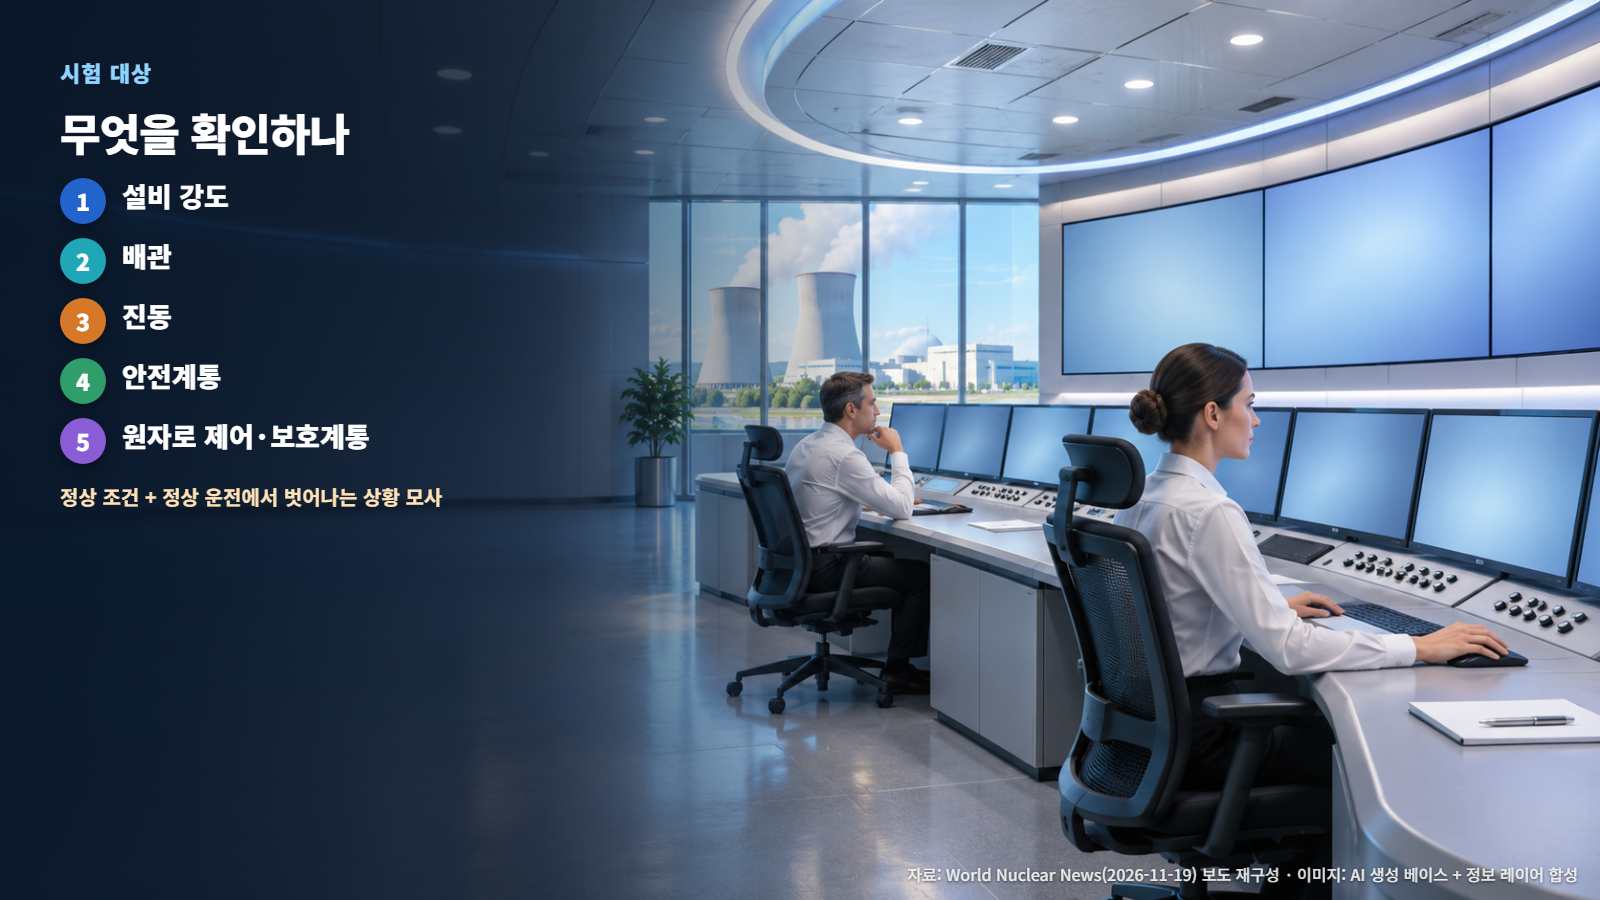 시험 대상
무엇을 확인하나
1 설비 강도
2 배관
3 진동
4 안전계통
5 원자로 제어·보호계통
정상 조건 + 정상 운전에서 벗어나는 상황 모사
자료: World Nuclear News(2026-11-19) 보도 재구성 · 이미지: AI 생성 베이스 + 정보 레이어 합성